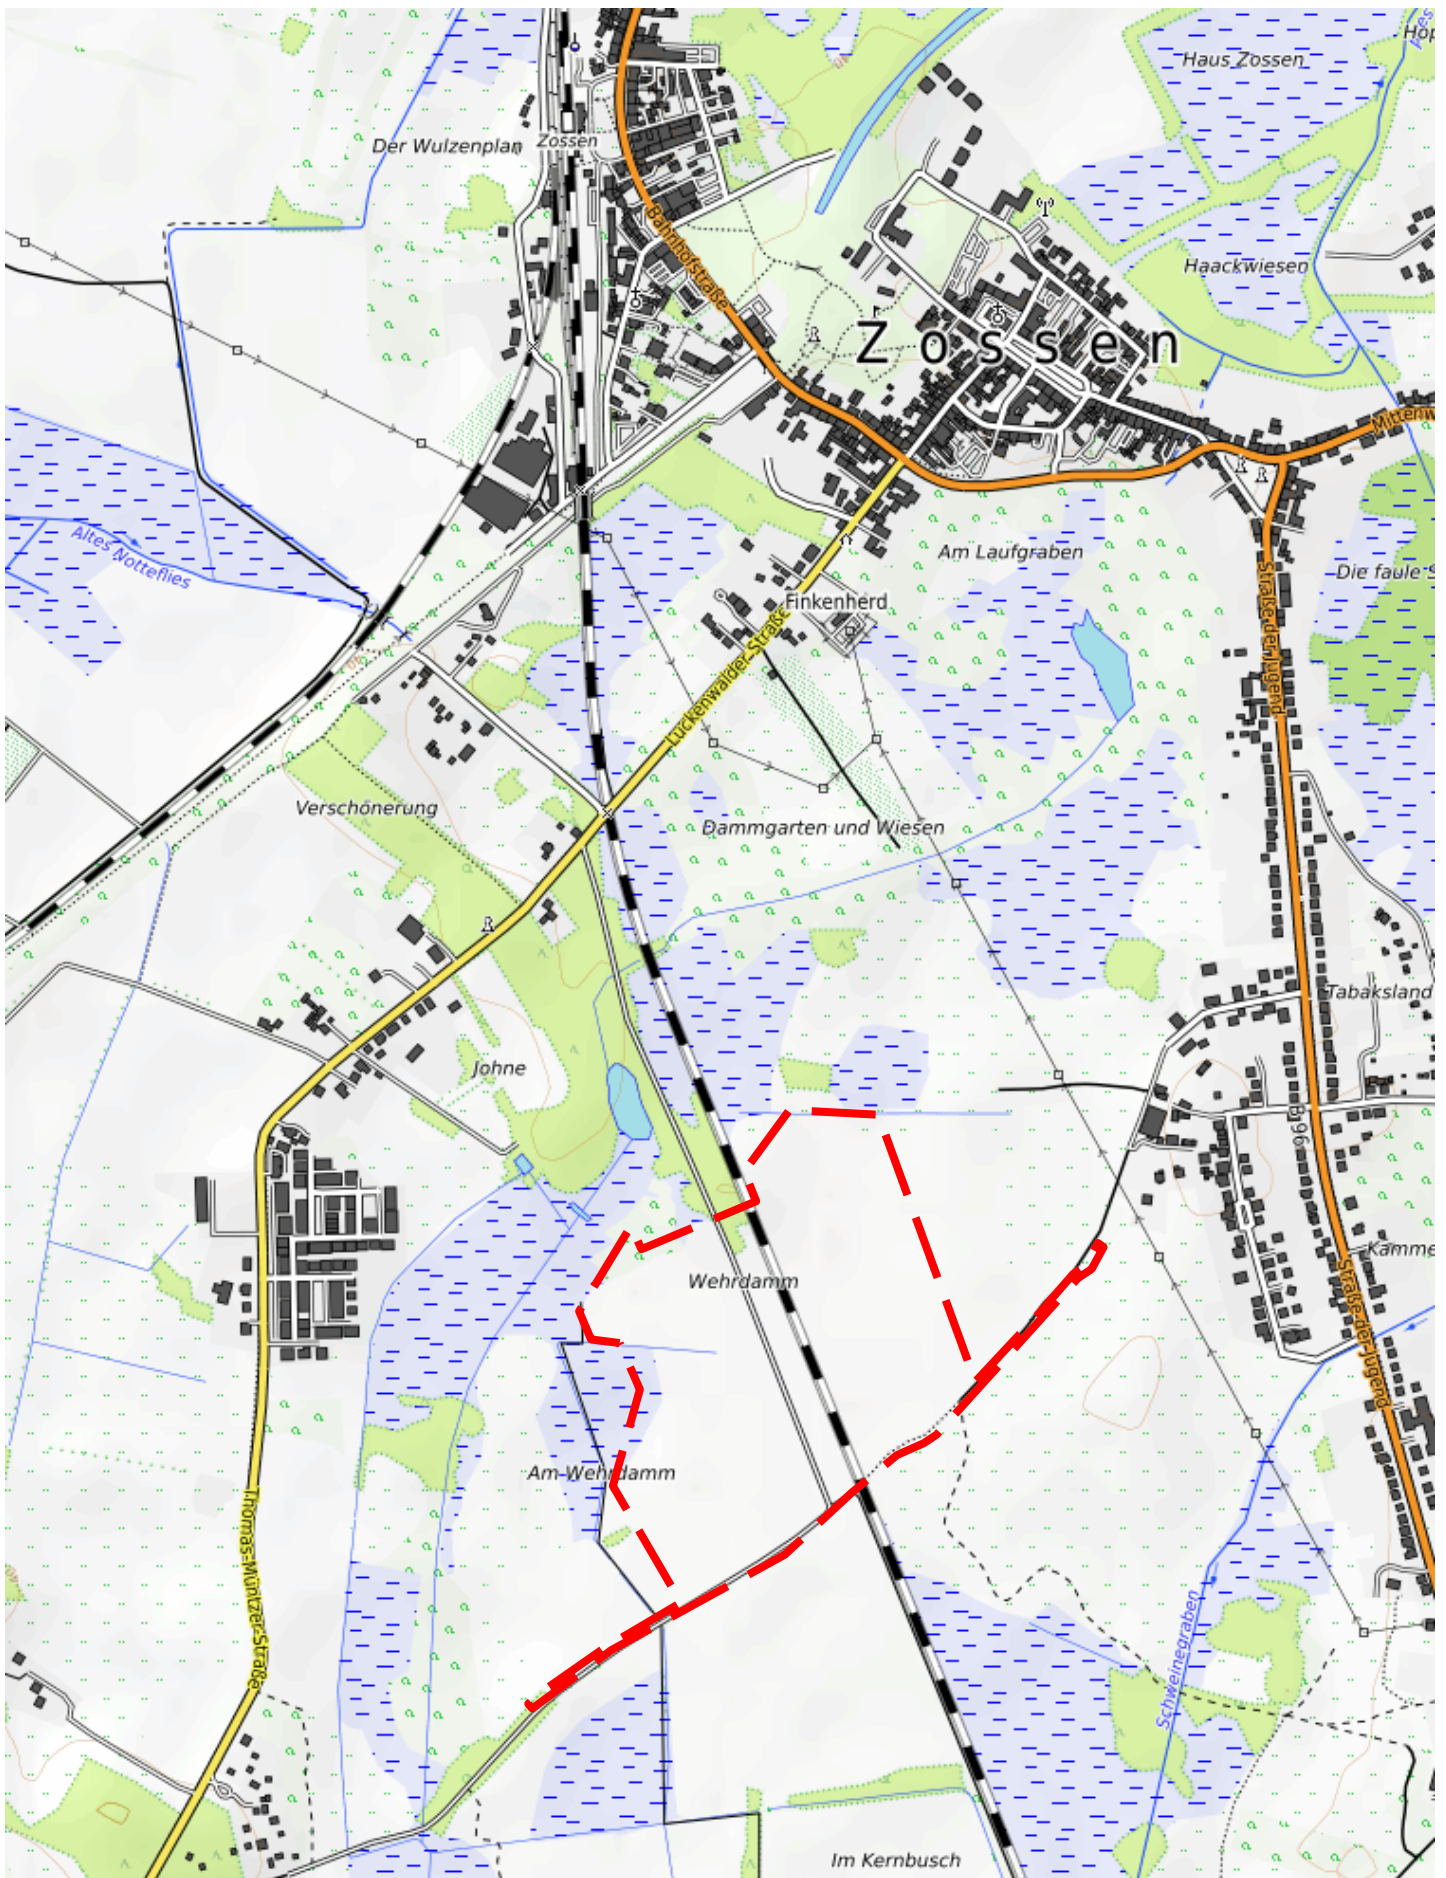 Haus Zossen
Der Wulzenplan
Zossen
Bahnhofstraße
Haackwiesen
Zossen
Mittenw
Altes Notteflies
Am Laufgraben
Die faule S
Finkenherd
Straße-der-Jugend
Luckenwalder-Straße
Verschönerung
Dammgarten und Wiesen
Tabaksland
Johne
B 96
Kamme
Wehrdamm
Straße-der-Jugend
Am Wehrdamm
Thomas-Müntzer-Straße
Schweinegraben
Im Kernbusch